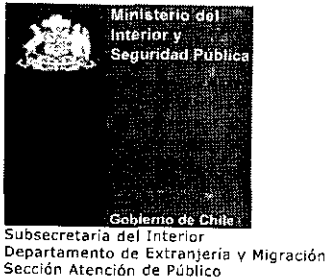 Ministerio del
Interior y
Seguridad Pública
Gobierno de Chile
Subsecretaría del Interior
Departamento de Extranjería y Migración
Sección Atención de Público